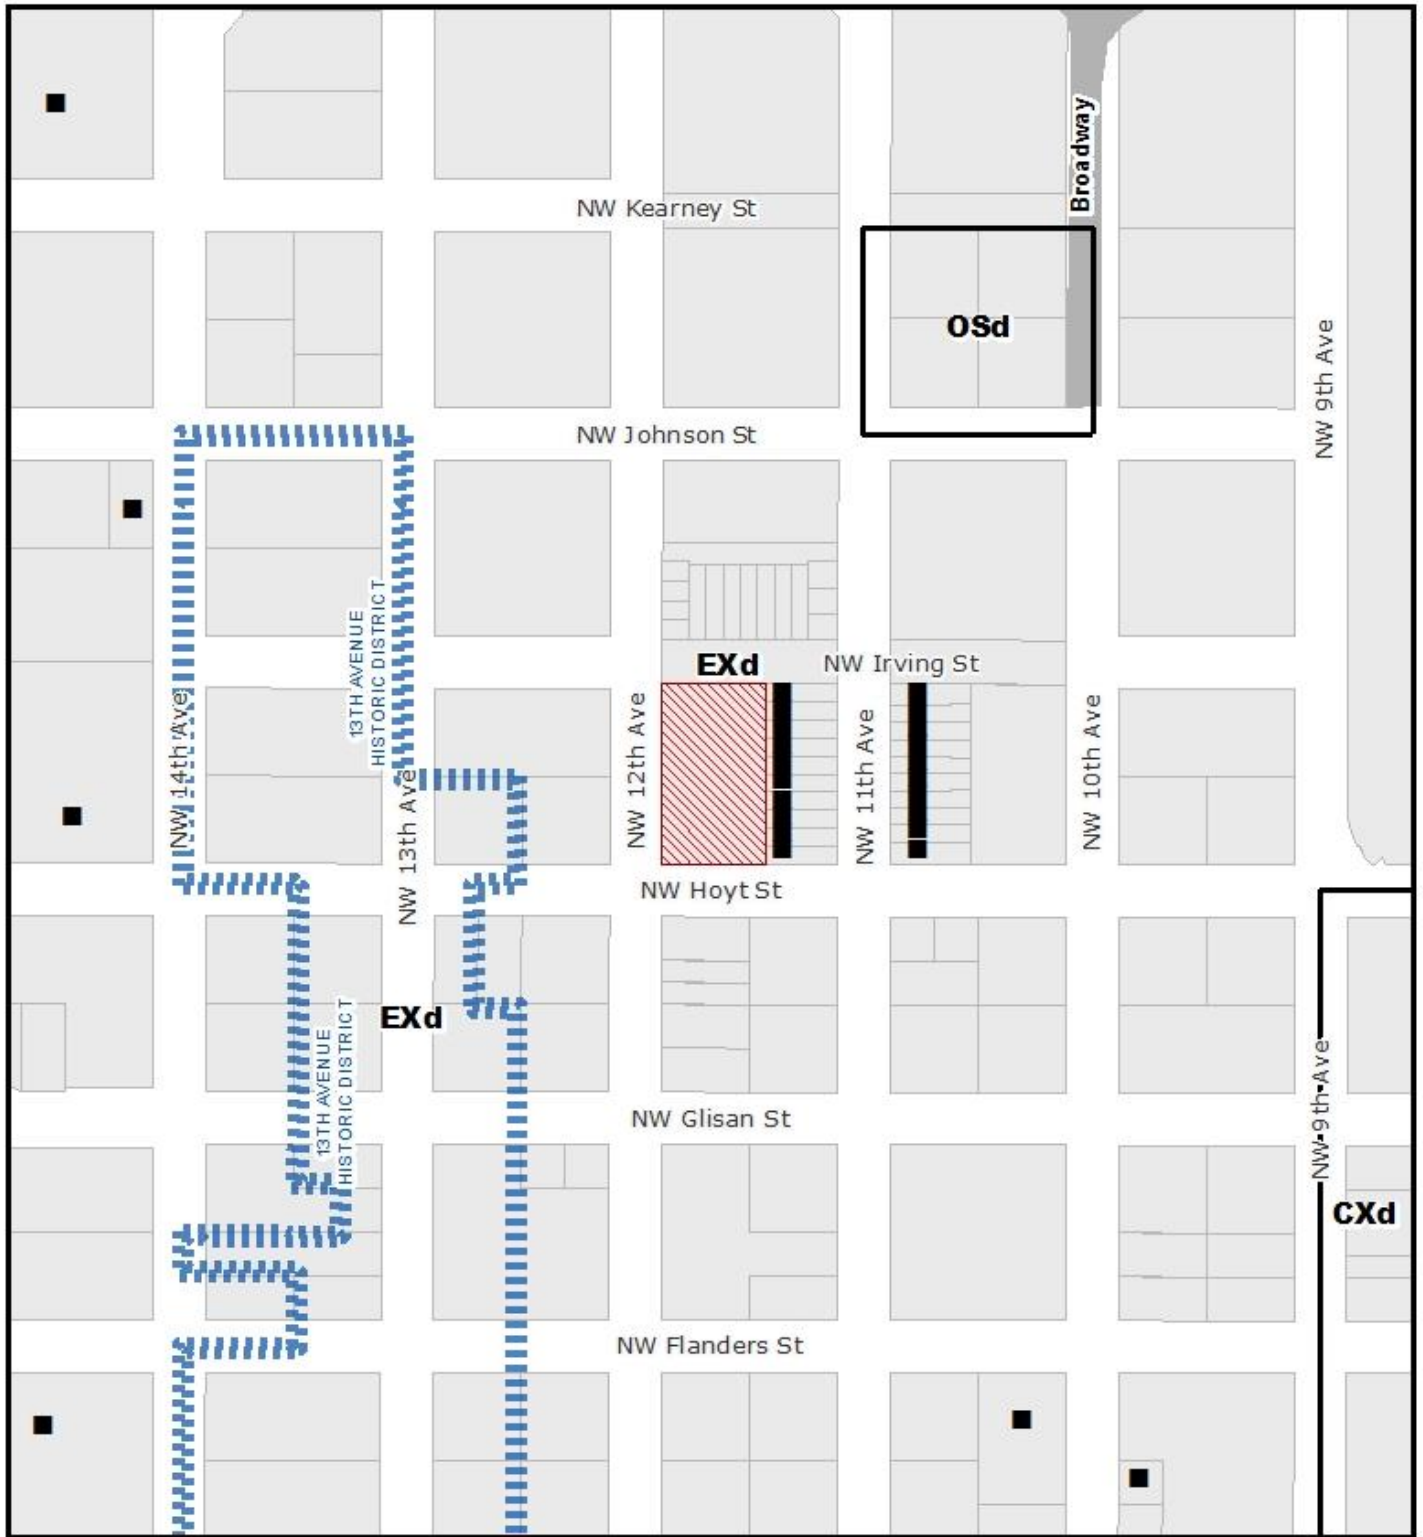 Broadway
NW Kearney St
OSd
NW 9th Ave
NW Johnson St
13TH AVENUE
HISTORIC DISTRICT
EXd
NW Irving St
NW 14th Ave
NW 13th Ave
NW 12th Ave
NW 11th Ave
NW 10th Ave
NW Hoyt St
EXd
13TH AVENUE
HISTORIC DISTRICT
NW 9th Ave
NW Glisan St
CXd
NW Flanders St